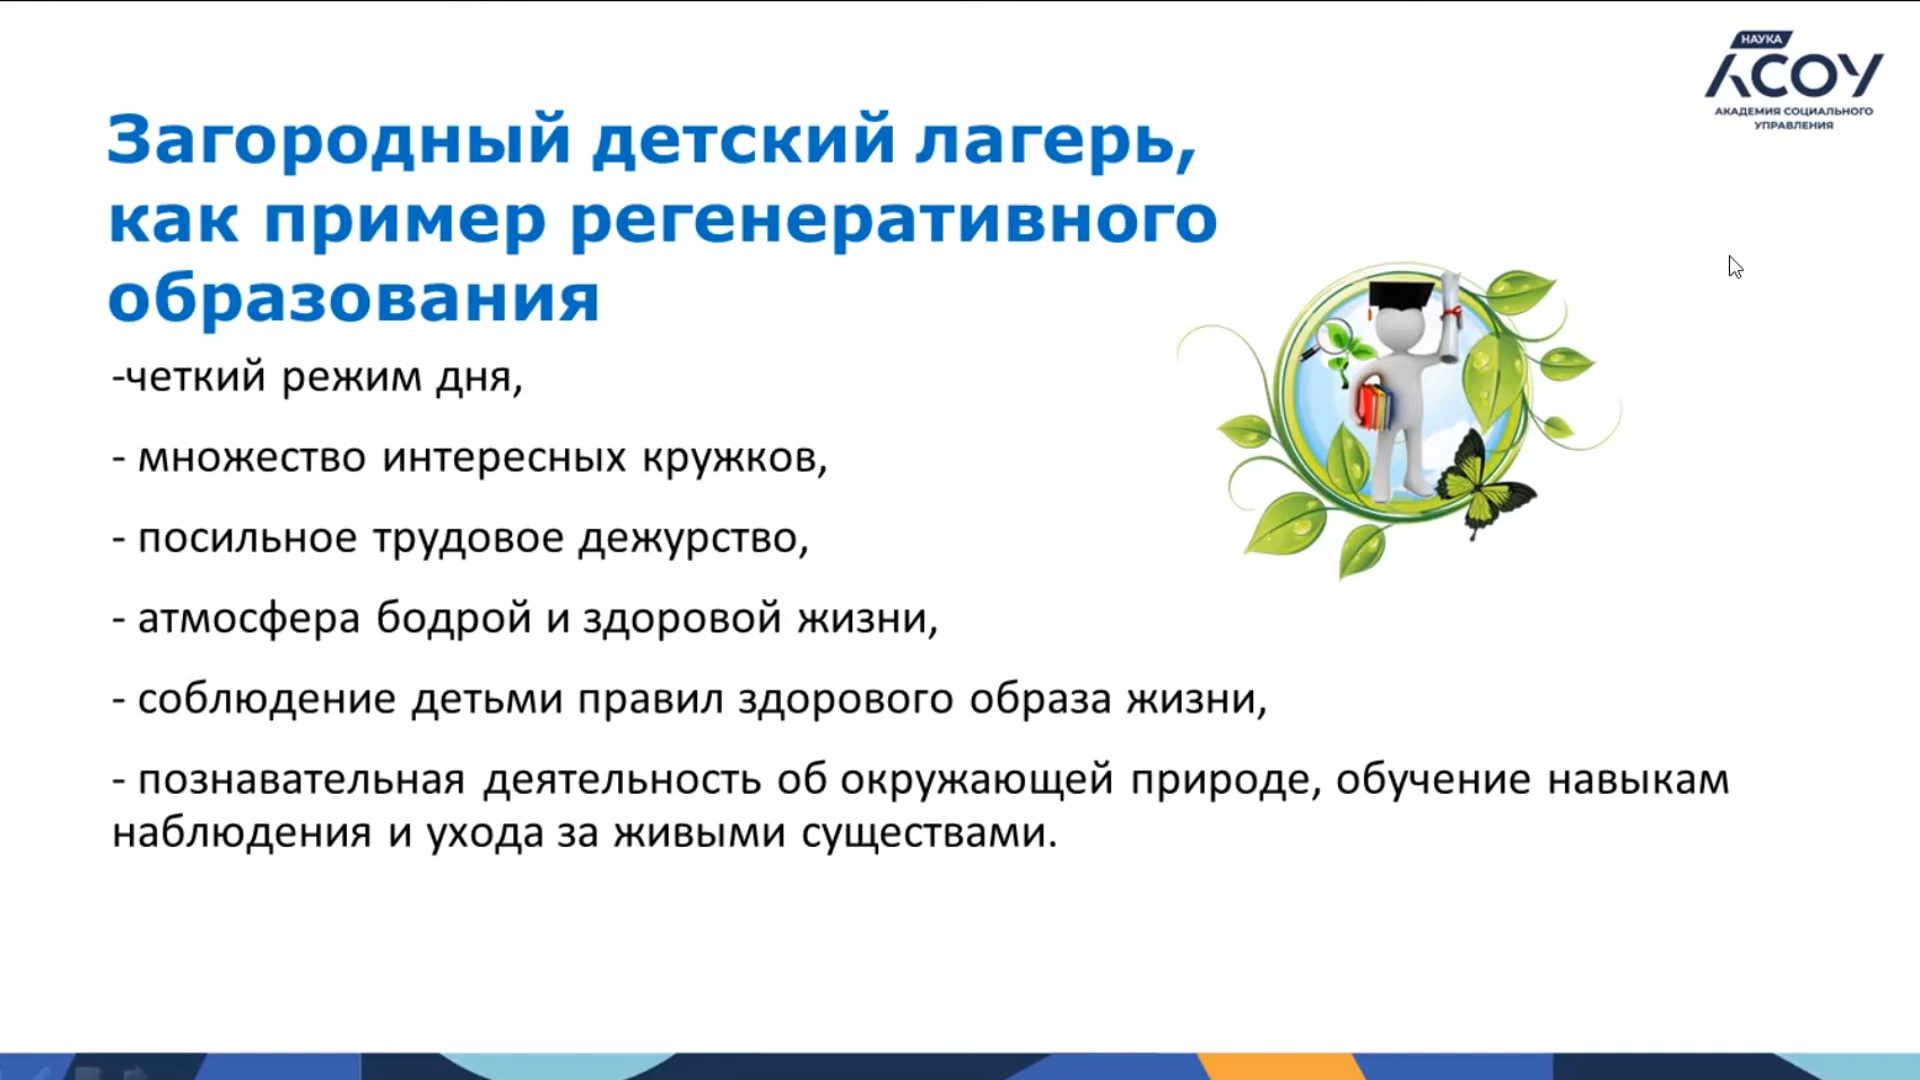 НАУКА
АСОУ
АКАДЕМИЯ СОЦИАЛЬНОГО
УПРАВЛЕНИЯ
Загородный детский лагерь,
как пример регенеративного
образования
-четкий режим дня,
- множество интересных кружков,
- посильное трудовое дежурство,
- атмосфера бодрой и здоровой жизни,
- соблюдение детьми правил здорового образа жизни,
- познавательная деятельность об окружающей природе, обучение навыкам
наблюдения и ухода за живыми существами.